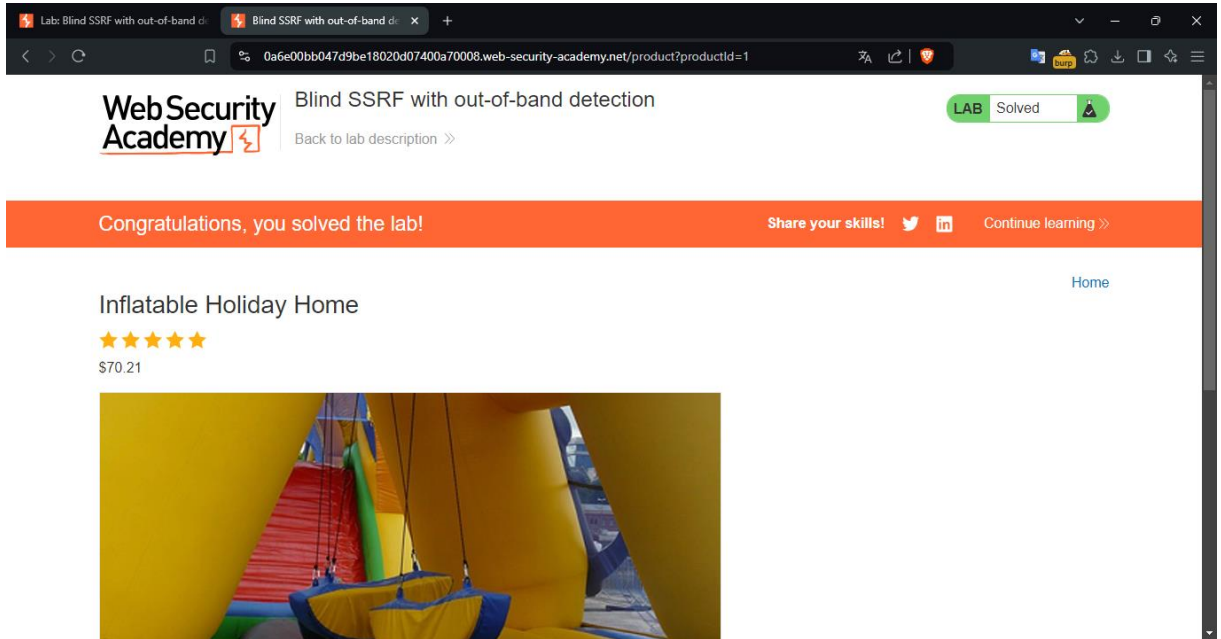 Lab: Blind SSRF with out-of-band de
Blind SSRF with out-of-band de
0a6e00bb047d9be18020d07400a70008.web-security-academy.net/product?productId=1
burp
Web Security
Academy
Blind SSRF with out-of-band detection
Back to lab description
LAB Solved
Congratulations, you solved the lab!
Share your skills!
in
Continue learning
Home
Inflatable Holiday Home
$70.21